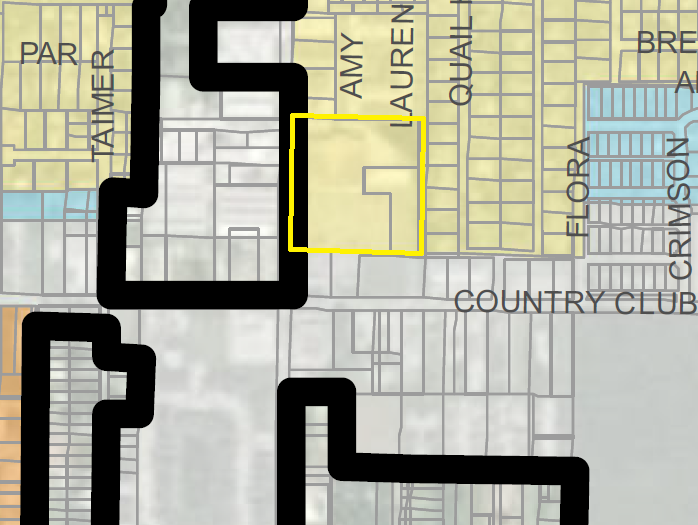 PAR
TAIMER
AMY
LAUREN
QUAIL
BRE
A
FLORA
CRIMSON
COUNTRY CLUB